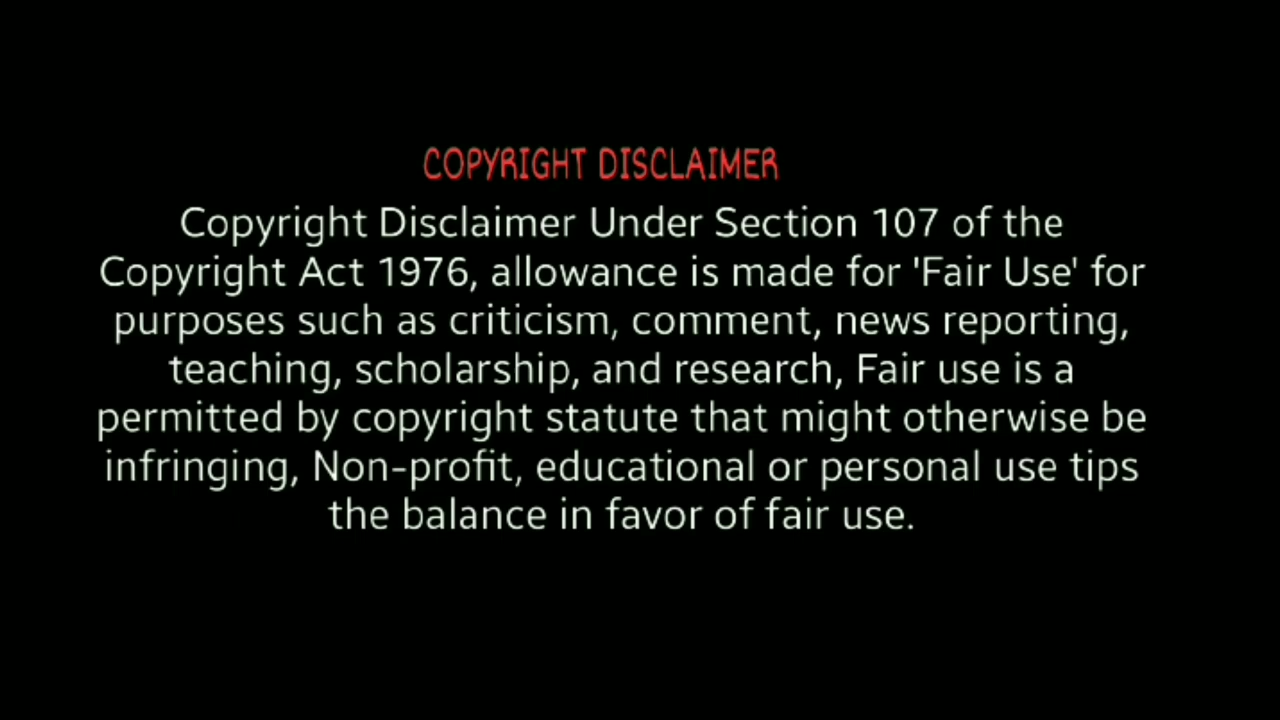 COPYRIGHT DISCLAIMER
Copyright Disclaimer Under Section 107 of the
Copyright Act 1976, allowance is made for 'Fair Use' for
purposes such as criticism, comment, news reporting,
teaching, scholarship, and research, Fair use is a
permitted by copyright statute that might otherwise be
infringing, Non-profit, educational or personal use tips
the balance in favor of fair use.